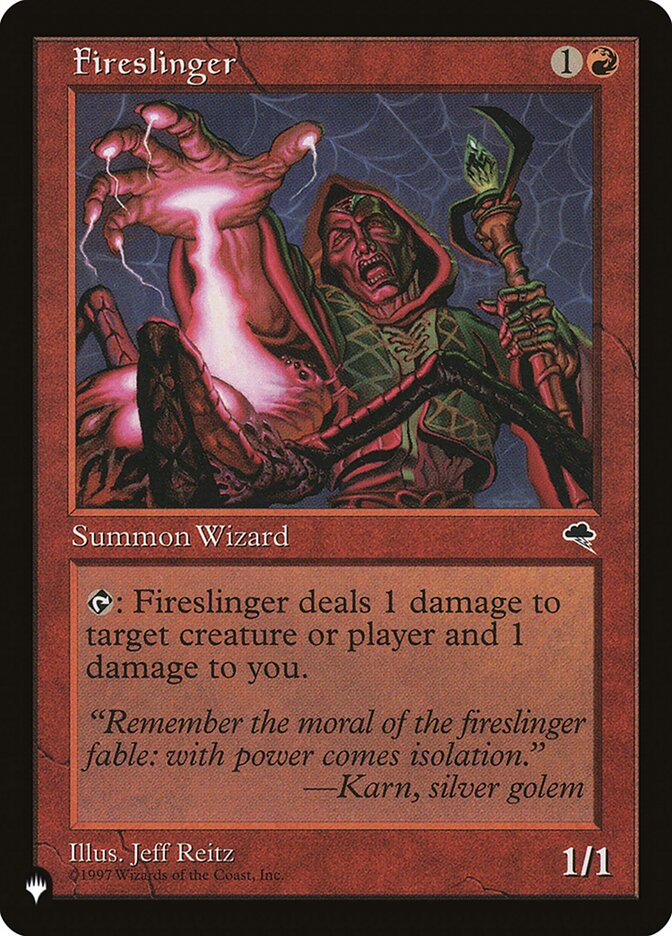 Fireslinger 1
Summon Wizard
: Fireslinger deals 1 damage to
target creature or player and 1
damage to you.
“Remember the moral of the fireslinger
fable: with power comes isolation.”
—Karn, silver golem
Illus. Jeff Reitz
©1997 Wizards of the Coast, Inc.
1/1